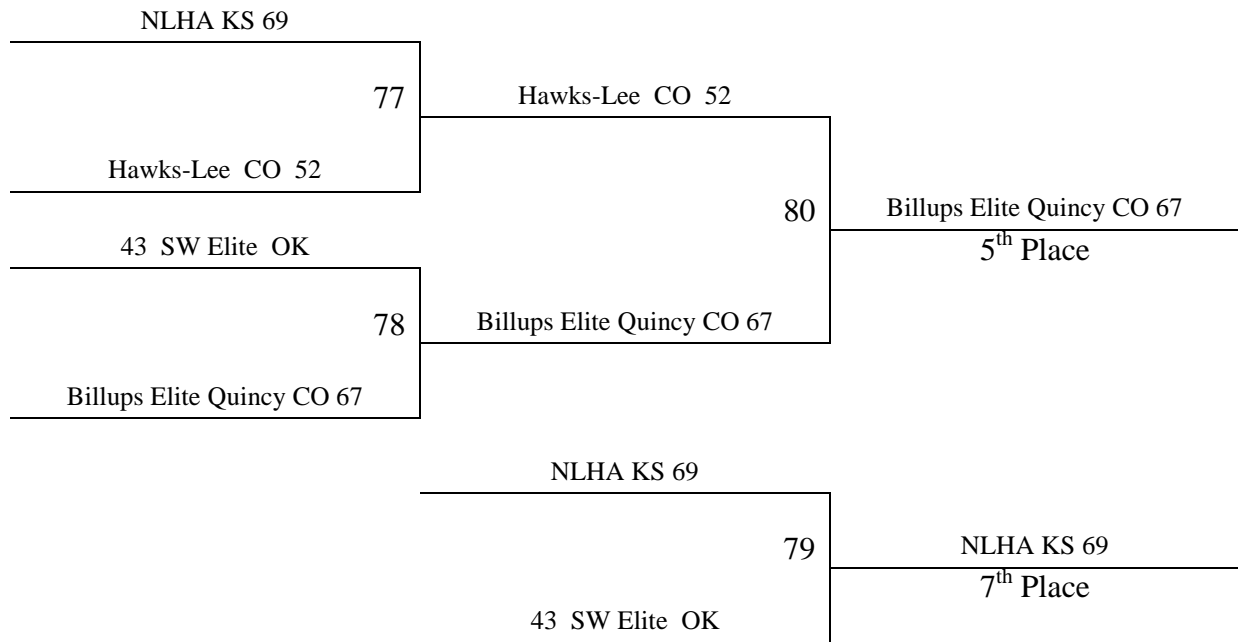 NLHA KS 69
77
Hawks-Lee CO 52
Hawks-Lee CO 52
80
Billups Elite Quincy CO 67
5th Place
43 SW Elite OK
78
Billups Elite Quincy CO 67
Billups Elite Quincy CO 67
NLHA KS 69
79
NLHA KS 69
7th Place
43 SW Elite OK